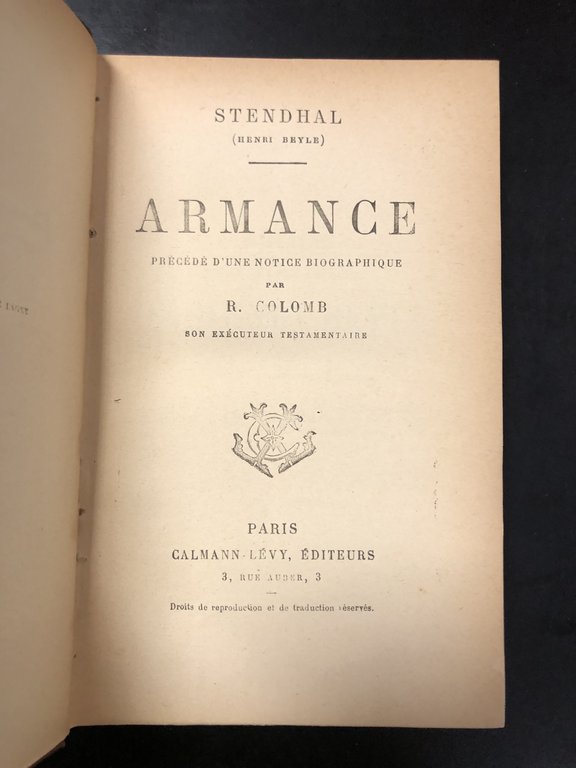 STENDHAL
(HENRI BEYLE)
ARMANCE
PRÉCÉDÉ D'UNE NOTICE BIOGRAPHIQUE
PAR
R. COLOMB
SON EXÉCUTEUR TESTAMENTAIRE
PARIS
CALMANN-LÉVY, ÉDITEURS
3, RUE AUBER, 3
Droits de reproduction et de traduction réservés.